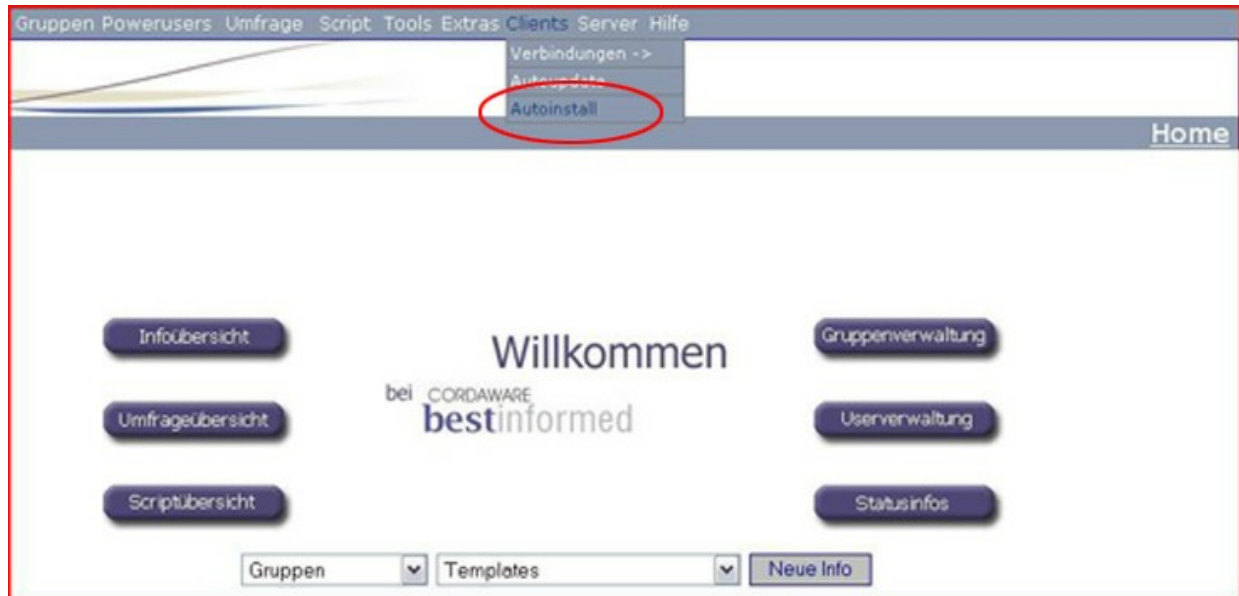 Gruppen Powerusers Umfrage Script Tools Extras Clients Server Hilfe
Verbindungen ->
Autoupdate
Autoinstall
Home
Infoübersicht
Willkommen
Gruppenverwaltung
bei CORDAWARE
bestinformed
Umfrageübersicht
Userverwaltung
Scriptübersicht
Statusinfos
Gruppen Templates Neue Info